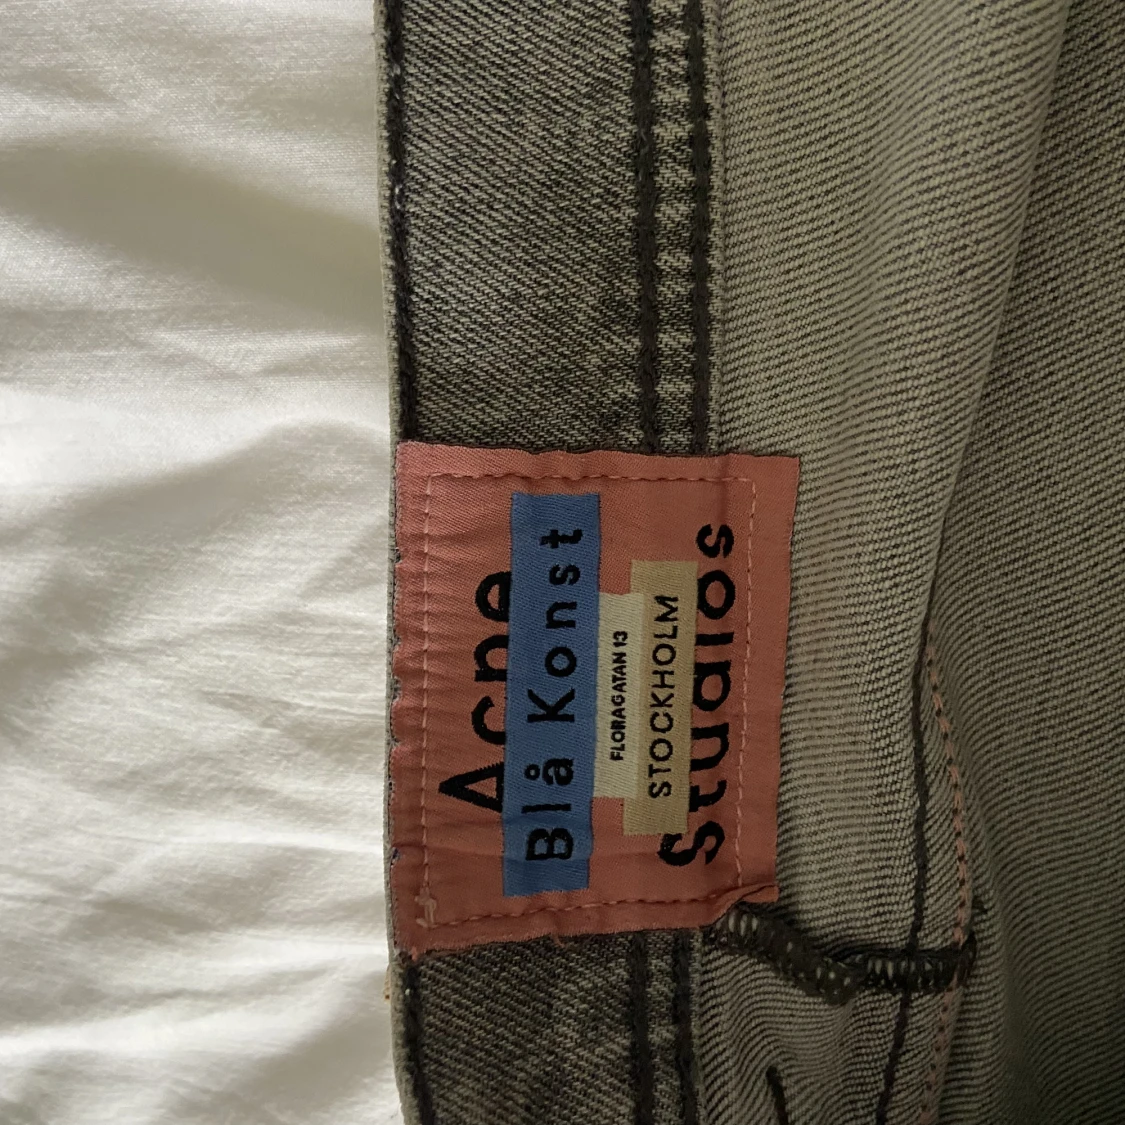 Acne
Blå Konst
FLORAGATAN 13
STOCKHOLM
Studios